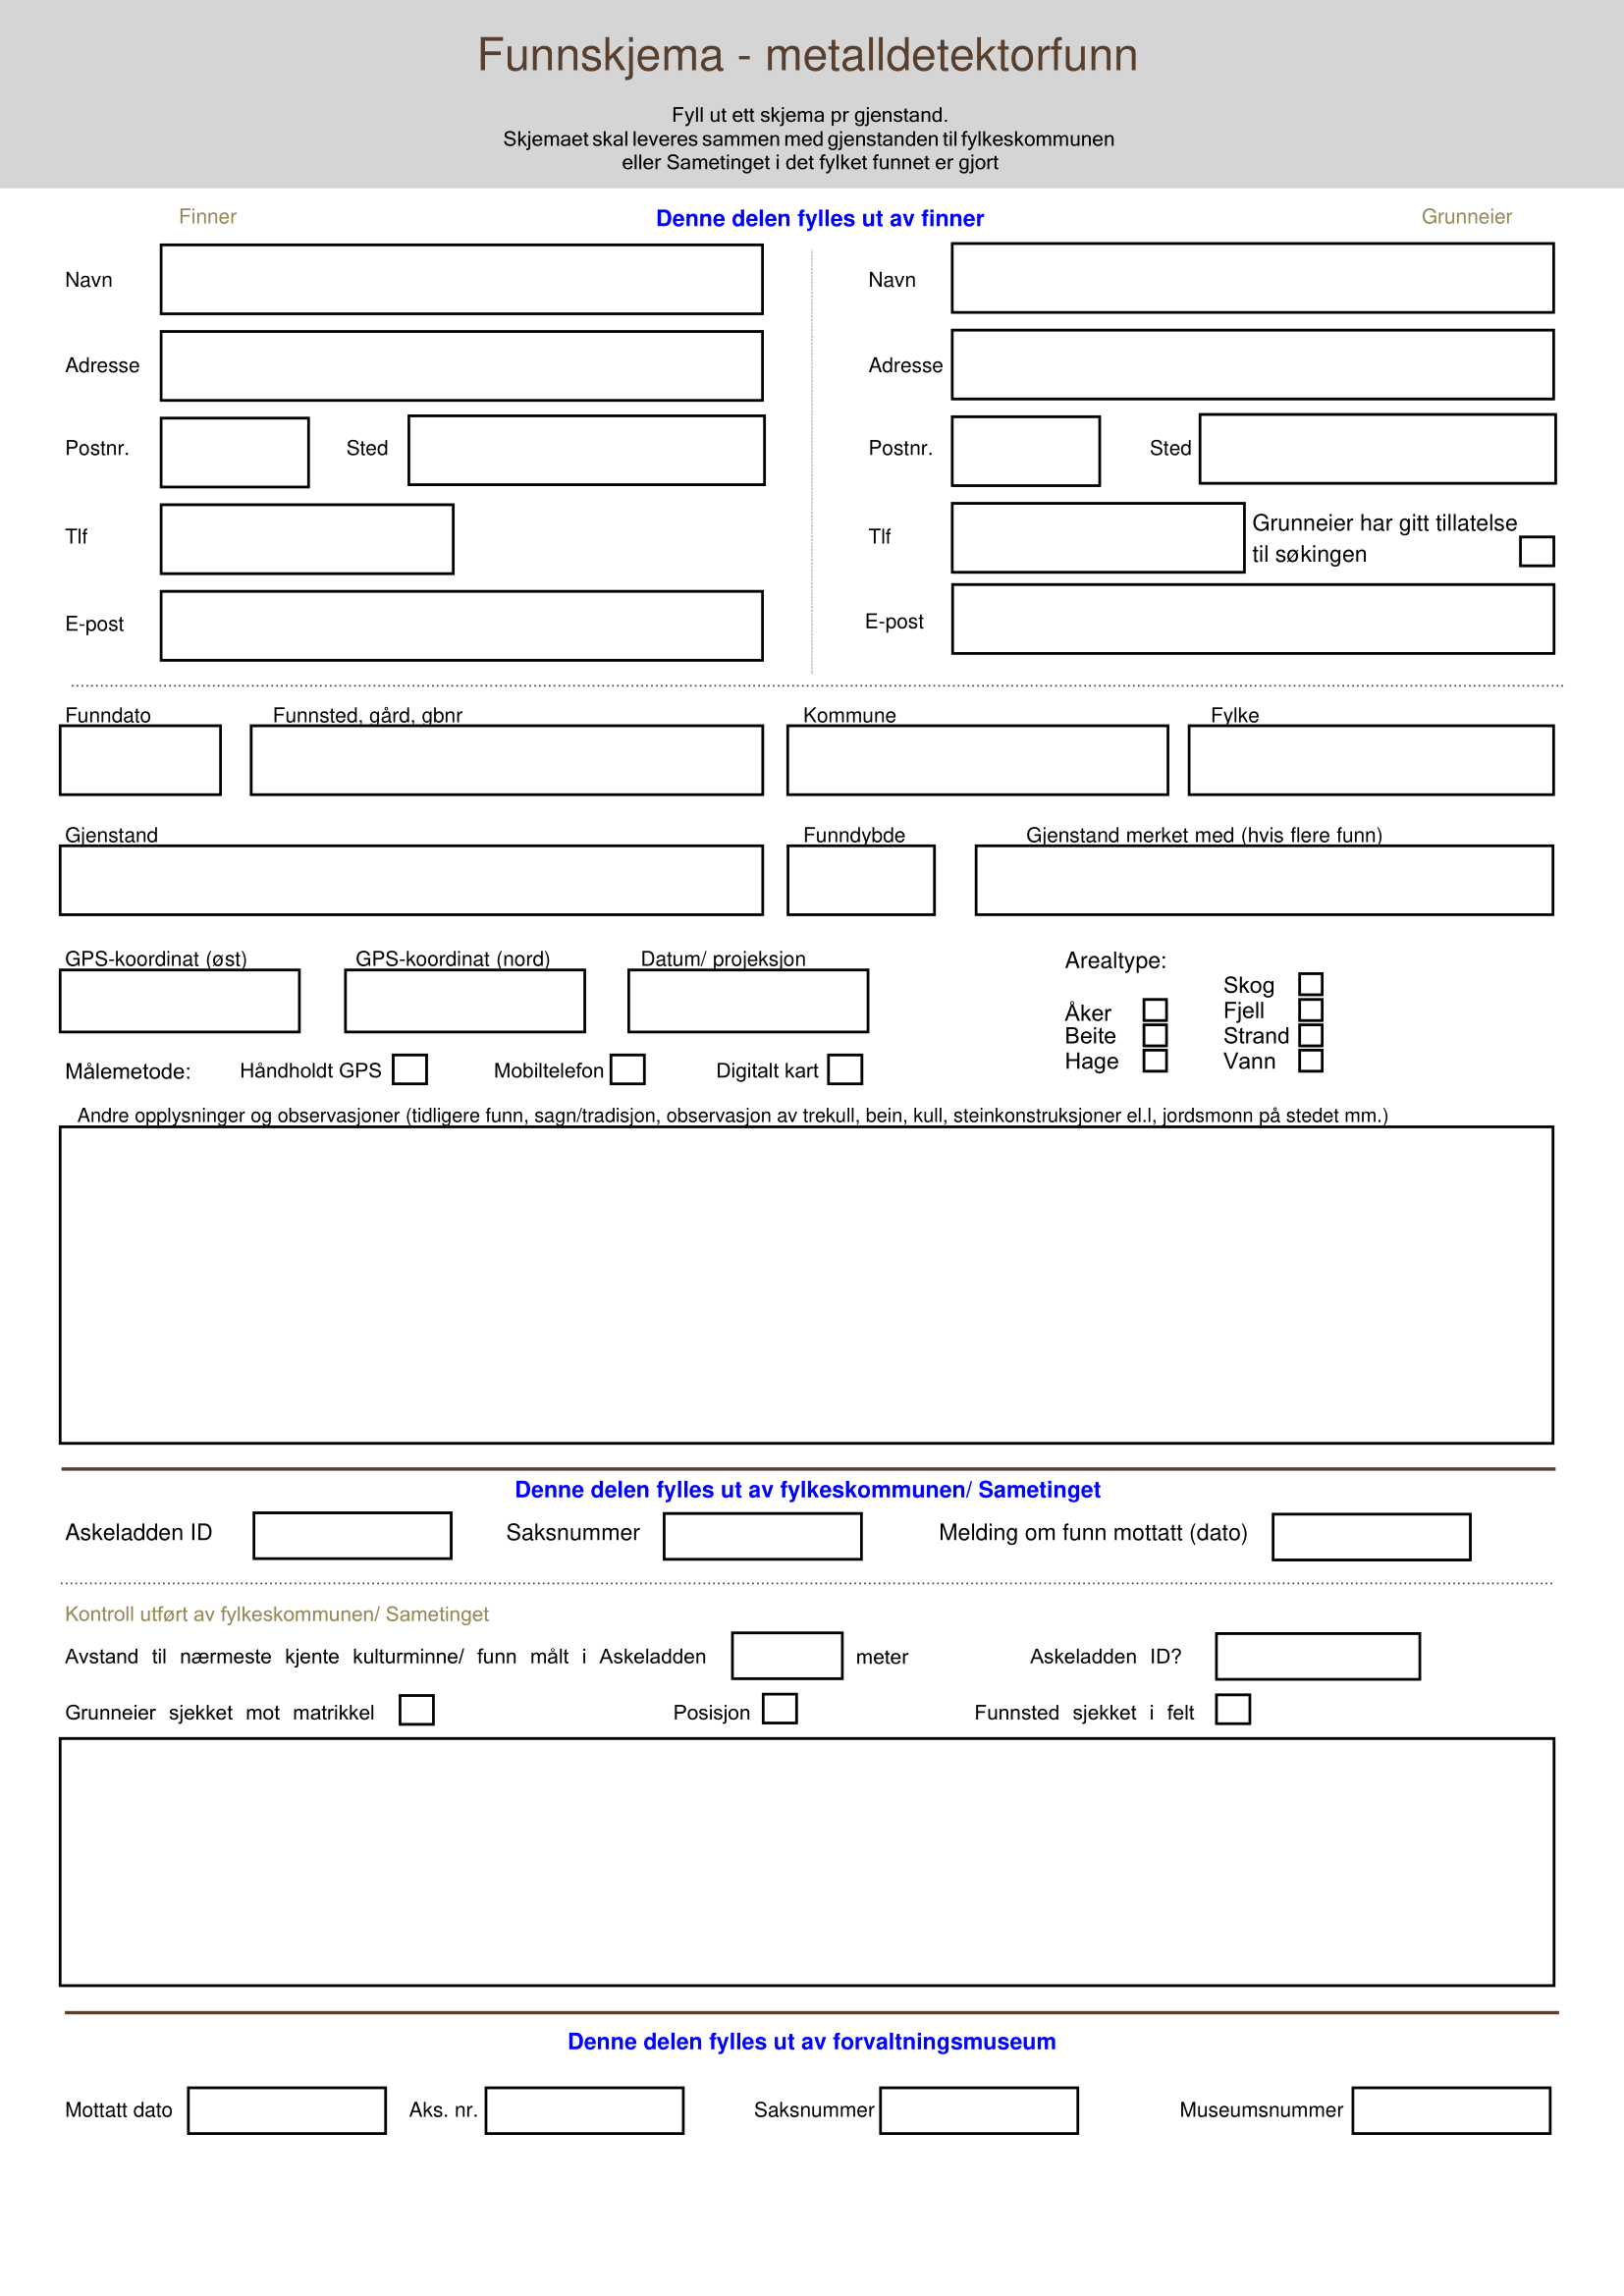 Funnskjema - metalldetektorfunn
Fyll ut ett skjema pr gjenstand.
Skjemaet skal leveres sammen med gjenstanden til fylkeskommunen
eller Sametinget i det fylket funnet er gjort
Finner Denne delen fylles ut av finner Grunneier
Navn Navn
Adresse Adresse
Postnr. Sted Postnr. Sted
Tlf Tlf Grunneier har gitt tillatelse
til søkingen
E-post E-post
Funndato Funnsted, gård, gbnr Kommune Fylke
Gjenstand Funndybde Gjenstand merket med (hvis flere funn)
GPS-koordinat (øst) GPS-koordinat (nord) Datum/ projeksjon Arealtype:
Skog
Åker Fjell
Beite Strand
Hage Vann
Målemetode: Håndholdt GPS Mobiltelefon Digitalt kart
Andre opplysninger og observasjoner (tidligere funn, sagn/tradisjon, observasjon av trekull, bein, kull, steinkonstruksjoner el.l, jordsmonn på stedet mm.)
Denne delen fylles ut av fylkeskommunen/ Sametinget
Askeladden ID Saksnummer Melding om funn mottatt (dato)
Kontroll utført av fylkeskommunen/ Sametinget
Avstand til nærmeste kjente kulturminne/ funn målt i Askeladden meter Askeladden ID?
Grunneier sjekket mot matrikkel Posisjon Funnsted sjekket i felt
Denne delen fylles ut av forvaltningsmuseum
Mottatt dato Aks. nr. Saksnummer Museumsnummer